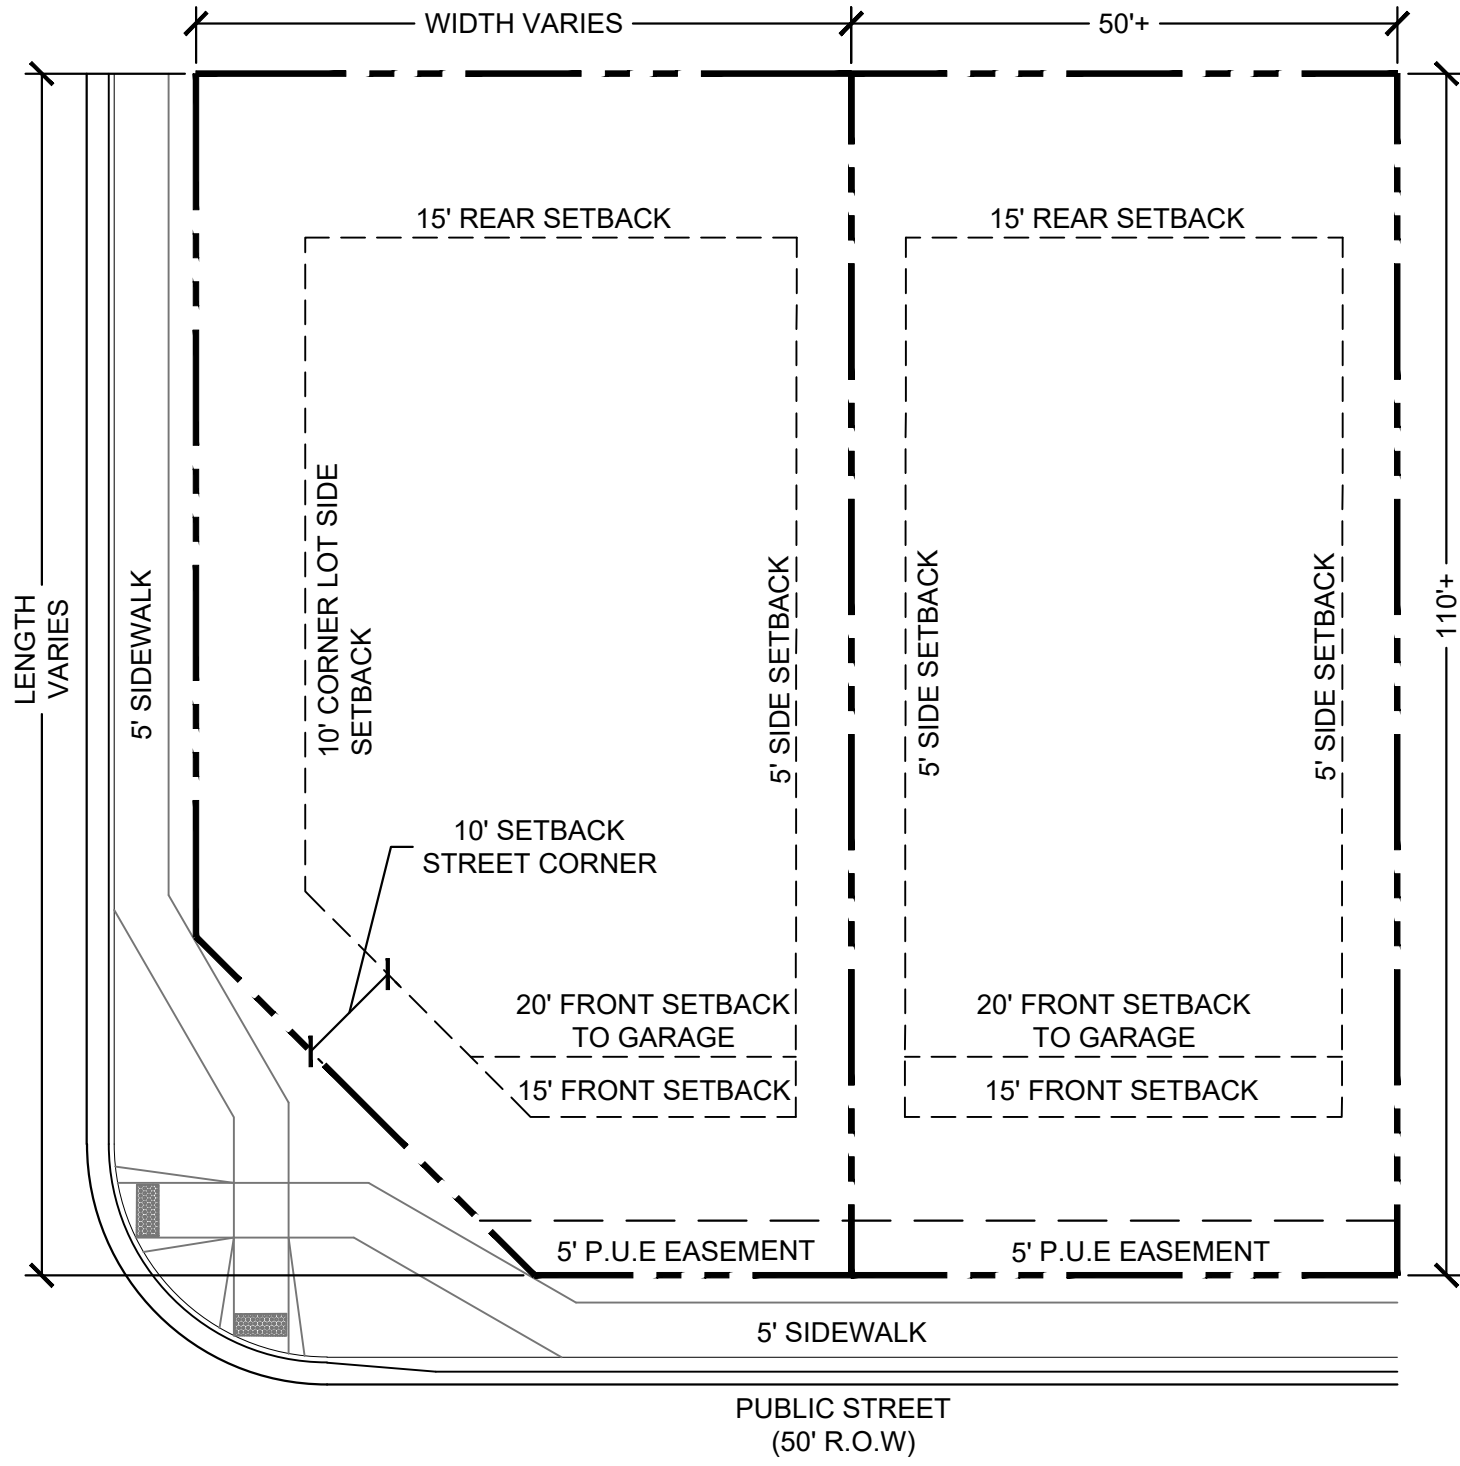 WIDTH VARIES
50'+
15' REAR SETBACK
15' REAR SETBACK
LENGTH
VARIES
5' SIDEWALK
10' CORNER LOT SIDE
SETBACK
5' SIDE SETBACK
5' SIDE SETBACK
5' SIDE SETBACK
110'+
10' SETBACK
STREET CORNER
20' FRONT SETBACK
TO GARAGE
15' FRONT SETBACK
20' FRONT SETBACK
TO GARAGE
15' FRONT SETBACK
5' P.U.E EASEMENT
5' P.U.E EASEMENT
5' SIDEWALK
PUBLIC STREET
(50' R.O.W)